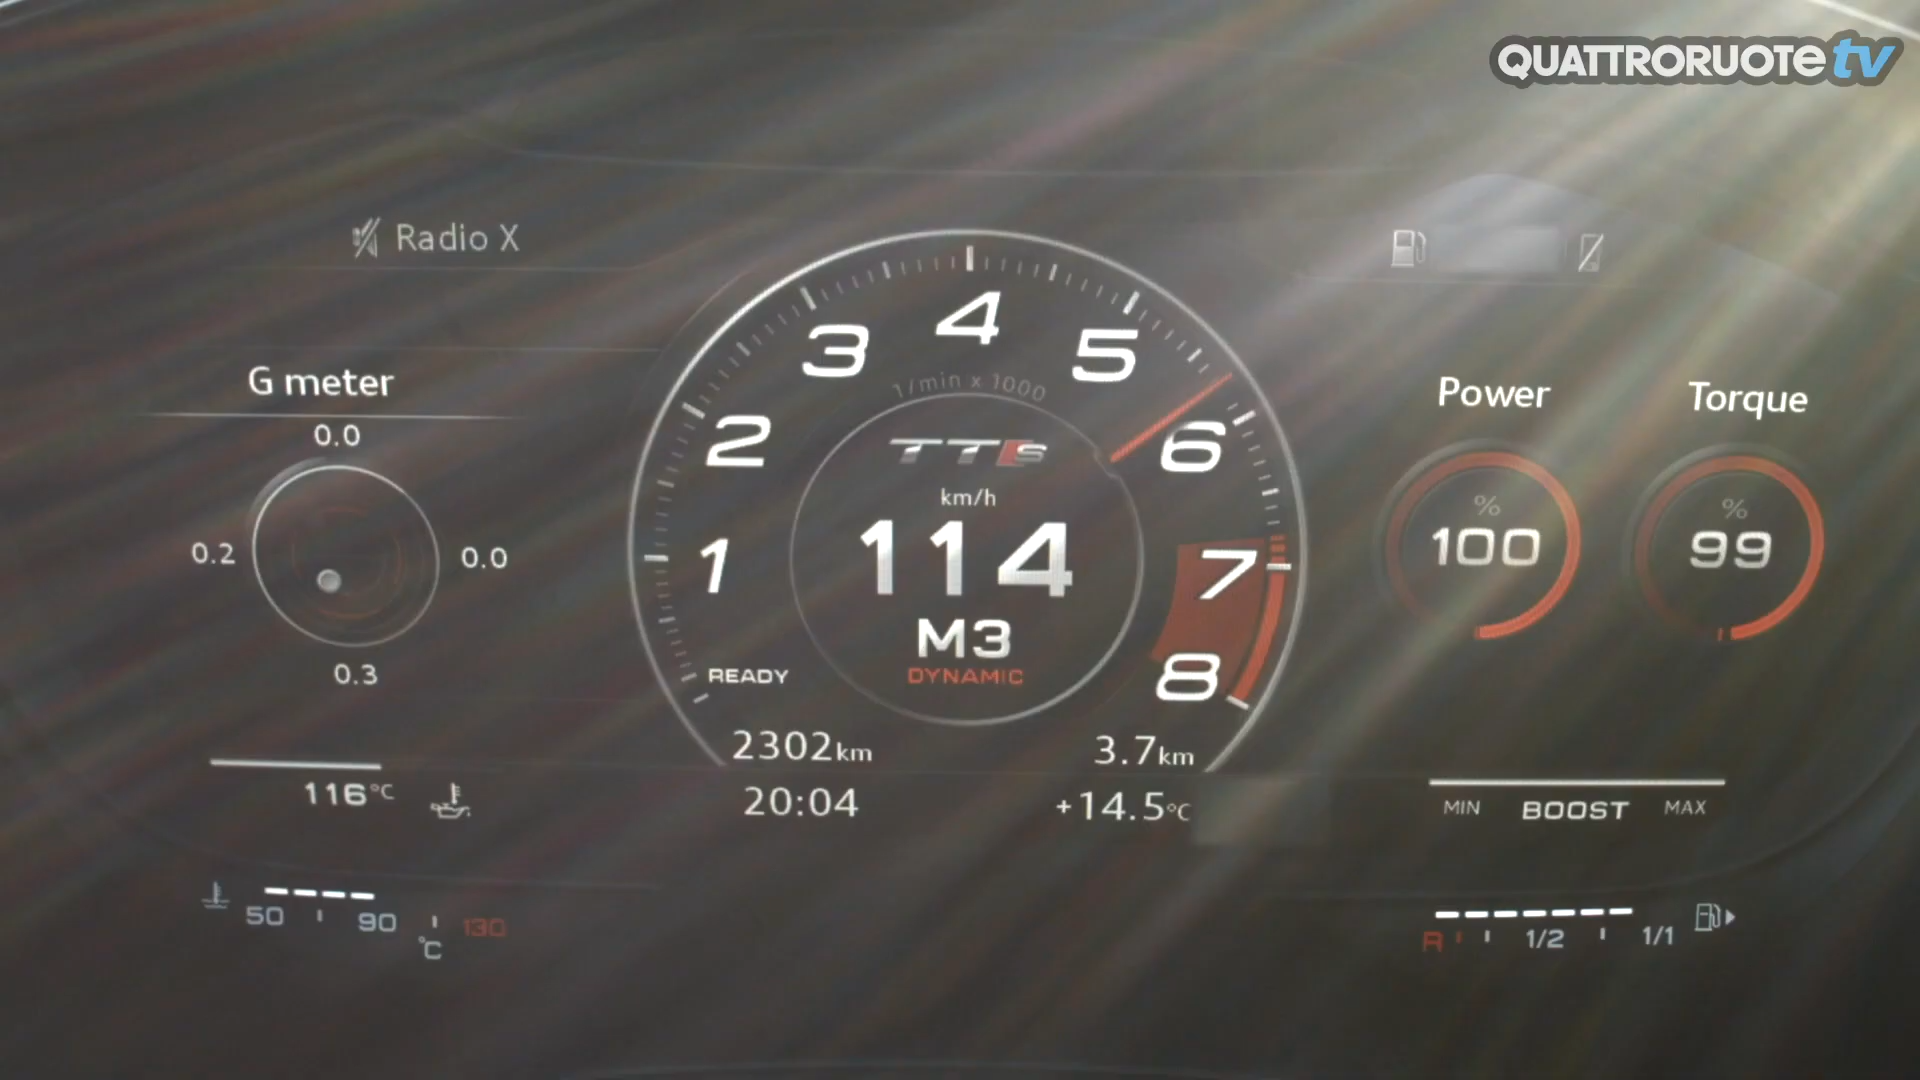 QUATTRORUOTE tv
Radio X
G meter
0.0
0.2
0.0
0.3
116°C
50 90 130
°C
1 2 3 4 5 6 7 8
1/min x 1000
TTS
km/h
114
M3
DYNAMIC
READY
2302km
3.7km
20:04
+14.5°C
Power
%
100
Torque
%
99
MIN BOOST MAX
R 1/2 1/1